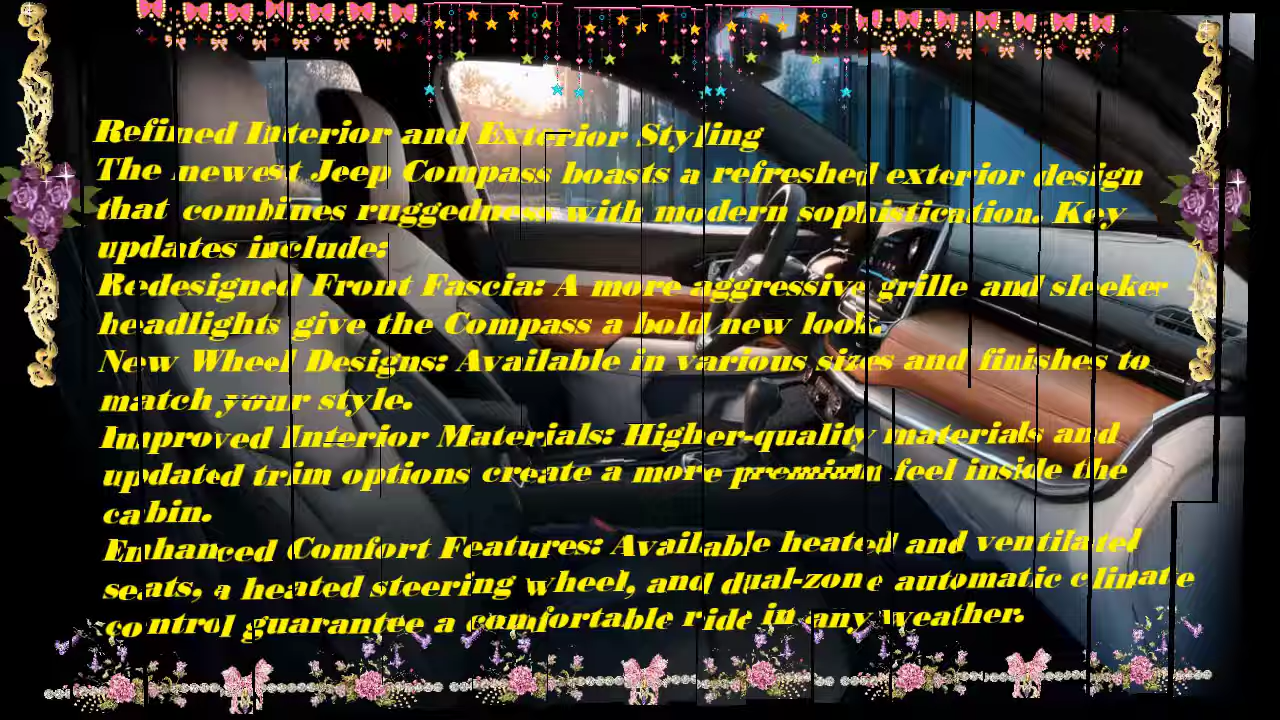 Refined Interior and Exterior Styling
The newest Jeep Compass boasts a refreshed exterior design
that combines ruggedness with modern sophistication. Key
updates include:
Redesigned Front Fascia: A more aggressive grille and sleeker
headlights give the Compass a bold new look.
New Wheel Designs: Available in various sizes and finishes to
match your style.
Improved Interior Materials: Higher-quality materials and
updated trim options create a more premium feel inside the
cabin.
Enhanced Comfort Features: Available heated and ventilated
seats, a heated steering wheel, and dual-zone automatic climate
control guarantee a comfortable ride in any weather.